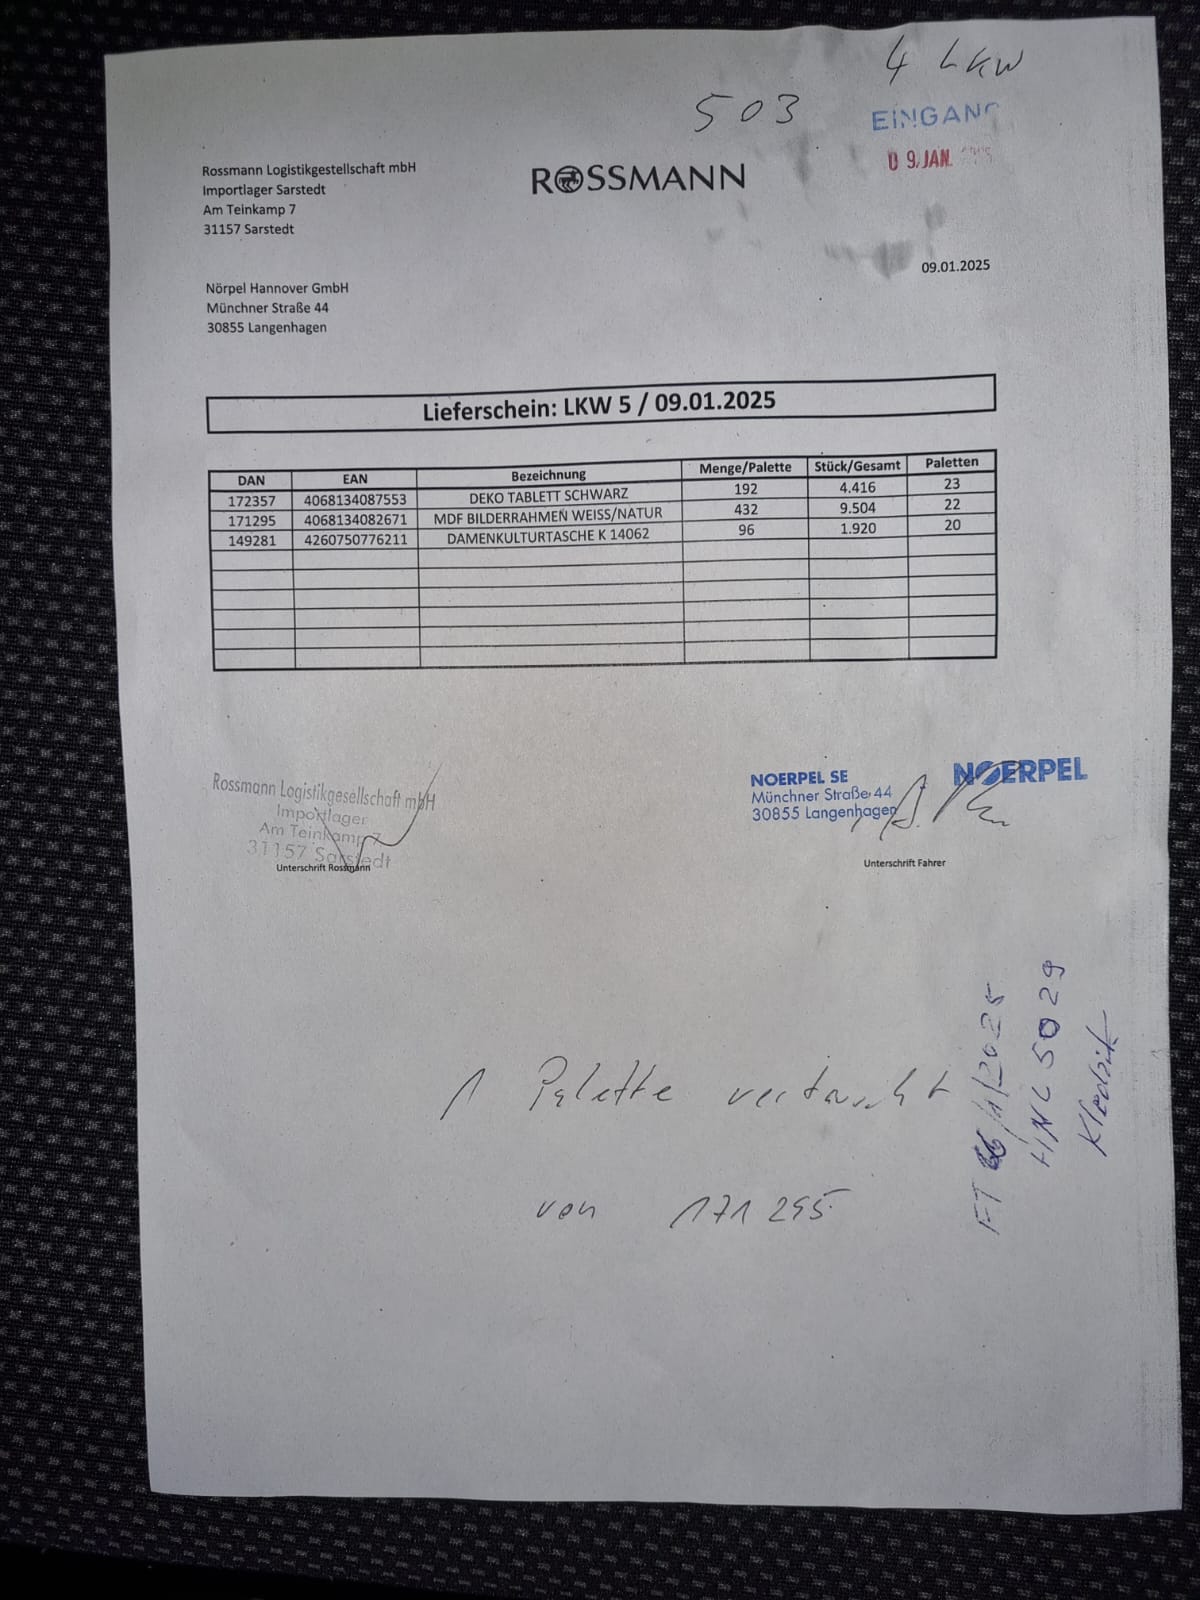 4 LKW
503
EINGANG
09. JAN.
Rossmann Logistikgestellschaft mbH
Importlager Sarstedt
Am Teinkamp 7
31157 Sarstedt
ROSSMANN
09.01.2025
Nörpel Hannover GmbH
Münchner Straße 44
30855 Langenhagen
Lieferschein: LKW 5 / 09.01.2025
DAN EAN Bezeichnung Menge/Palette Stück/Gesamt Paletten
172357 4068134087553 DEKO TABLETT SCHWARZ 192 4.416 23
171295 4068134082671 MDF BILDERRAHMEN WEISS/NATUR 432 9.504 22
149281 4260750776211 DAMENKULTURTASCHE K 14062 96 1.920 20
Rossmann Logistikgesellschaft mbH
Importlager
Am Teinkamp 7
31157 Sarstedt
Unterschrift Rossmann
NOERPEL SE
Münchner Straße 44
30855 Langenhagen
NOERPEL
Unterschrift Fahrer
1 Palette vertauscht
von 171295
HNC 5029